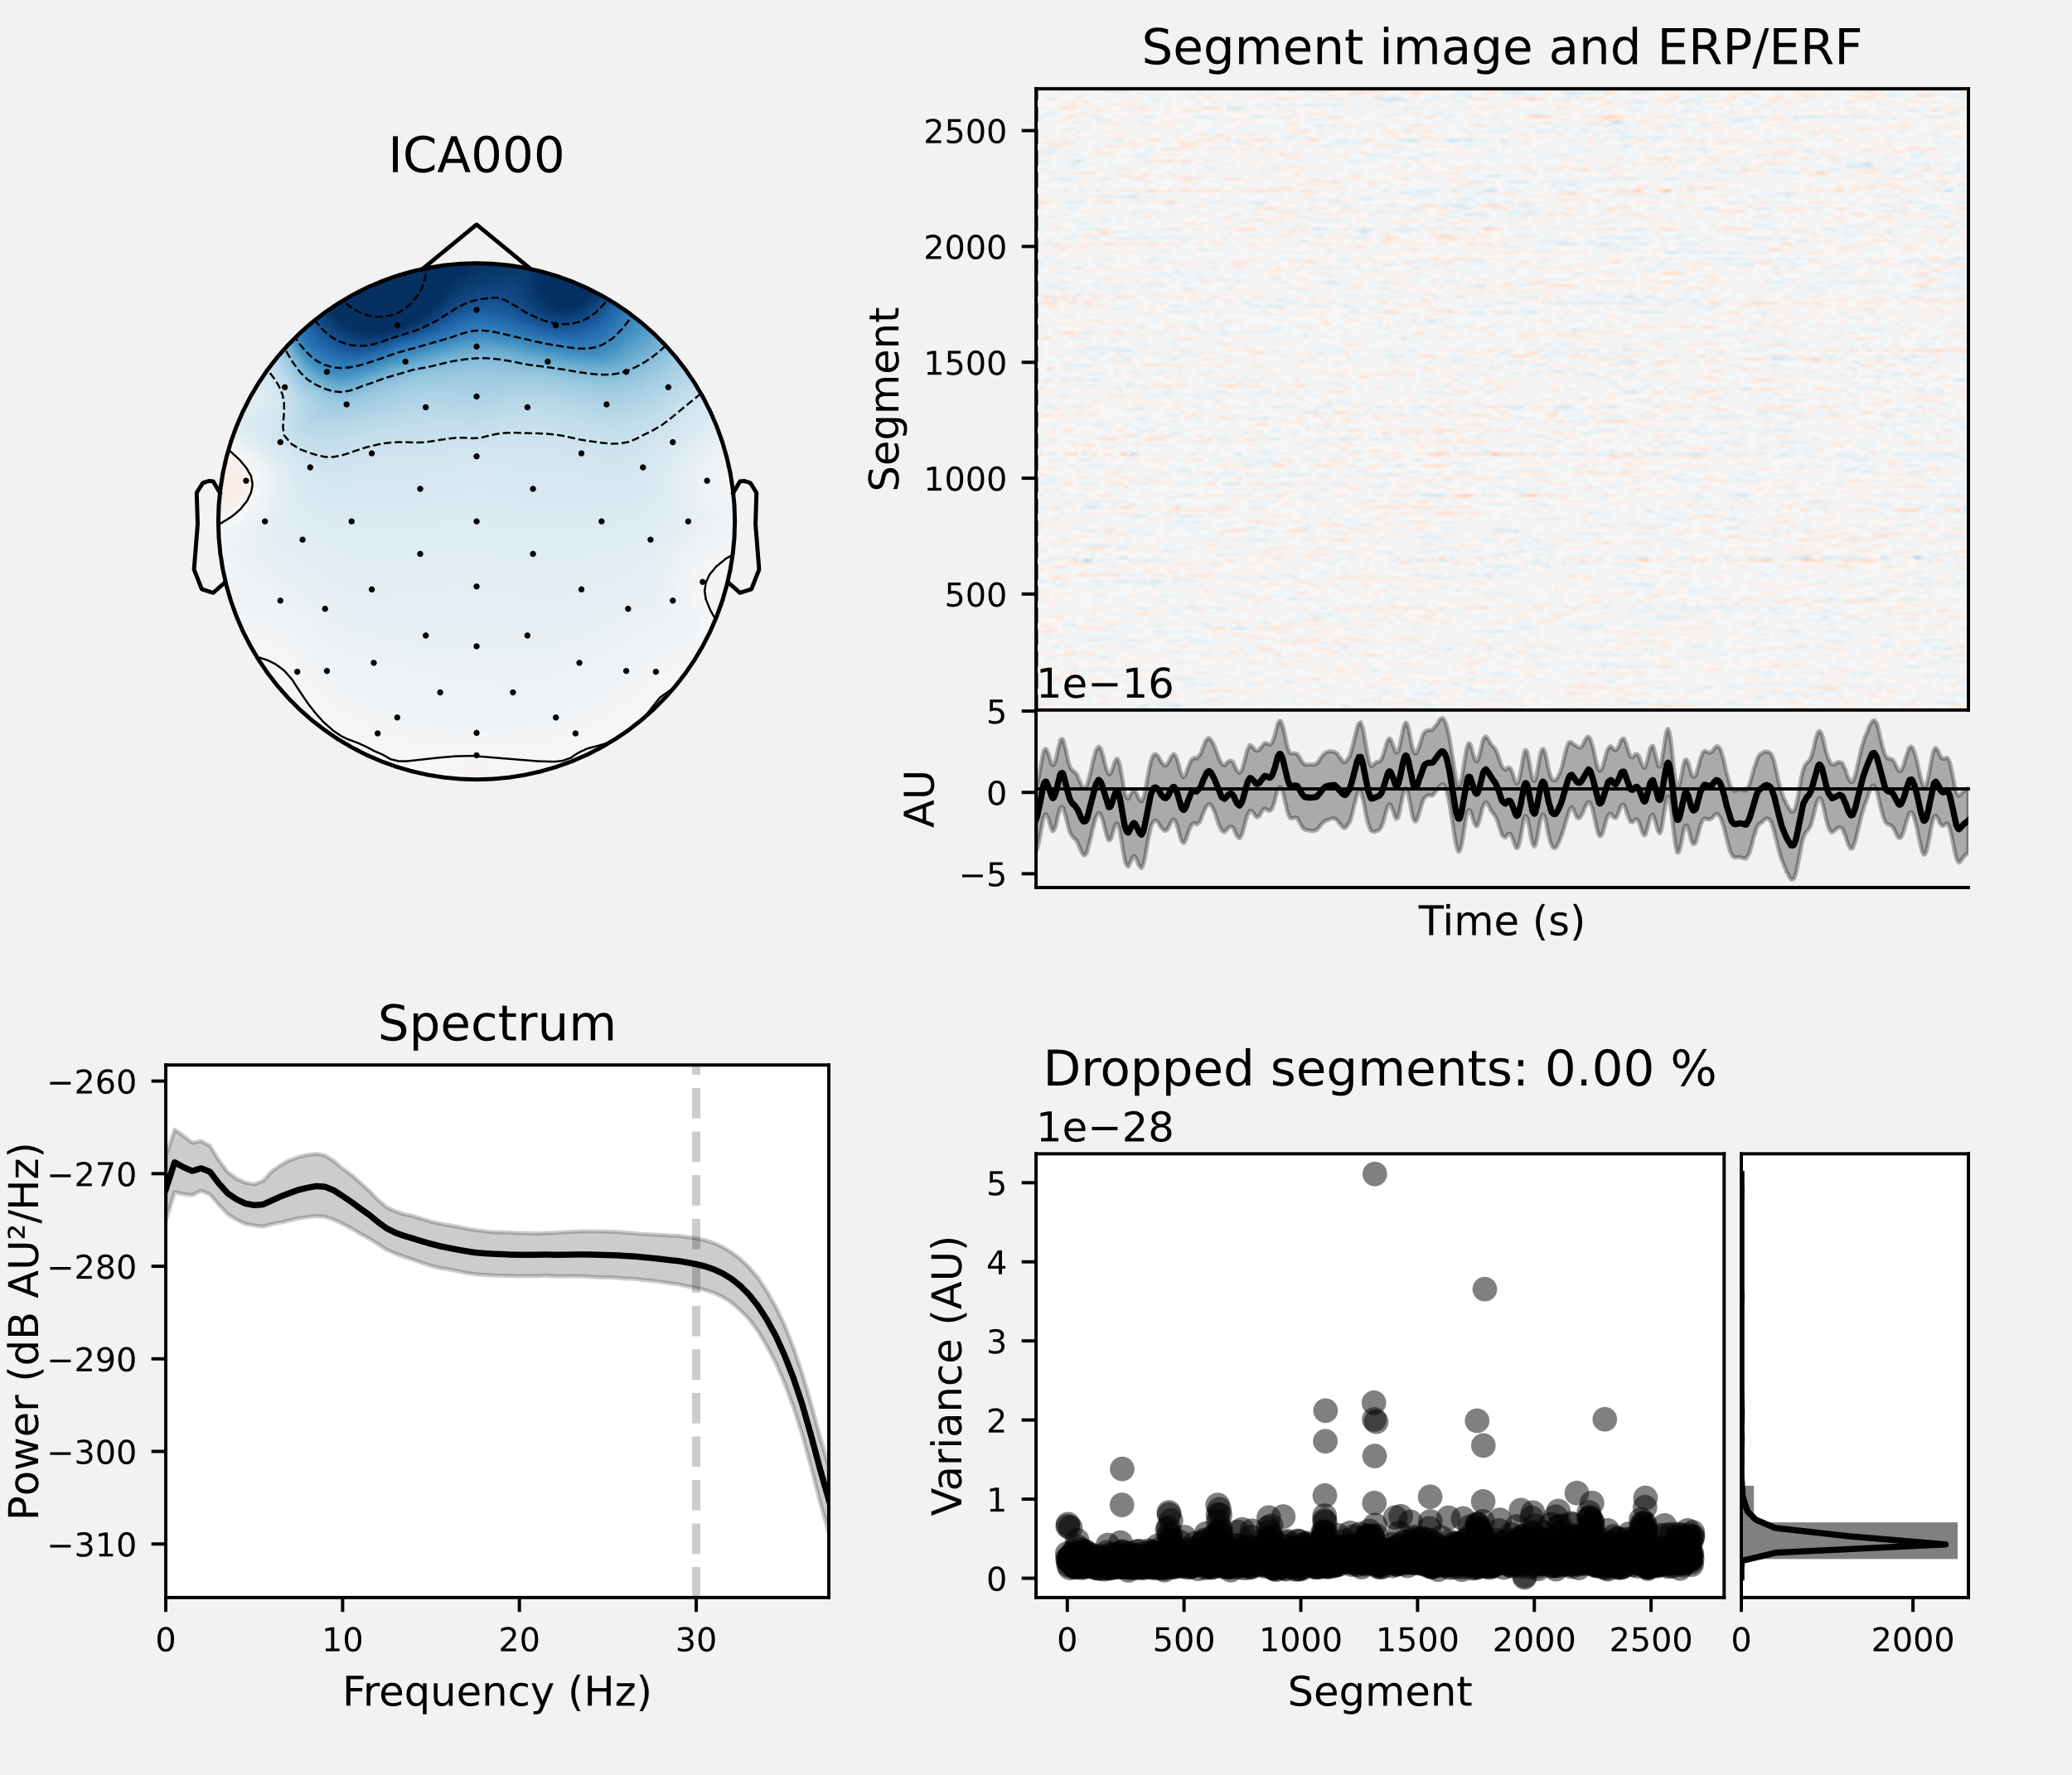 ICA000
Segment image and ERP/ERF
Segment
2500
2000
1500
1000
500
1e−16
AU
5
0
−5
Time (s)
Spectrum
Power (dB AU²/Hz)
−260
−270
−280
−290
−300
−310
0 10 20 30
Frequency (Hz)
Dropped segments: 0.00 %
1e−28
Variance (AU)
5
4
3
2
1
0
0 500 1000 1500 2000 2500
Segment
0 2000